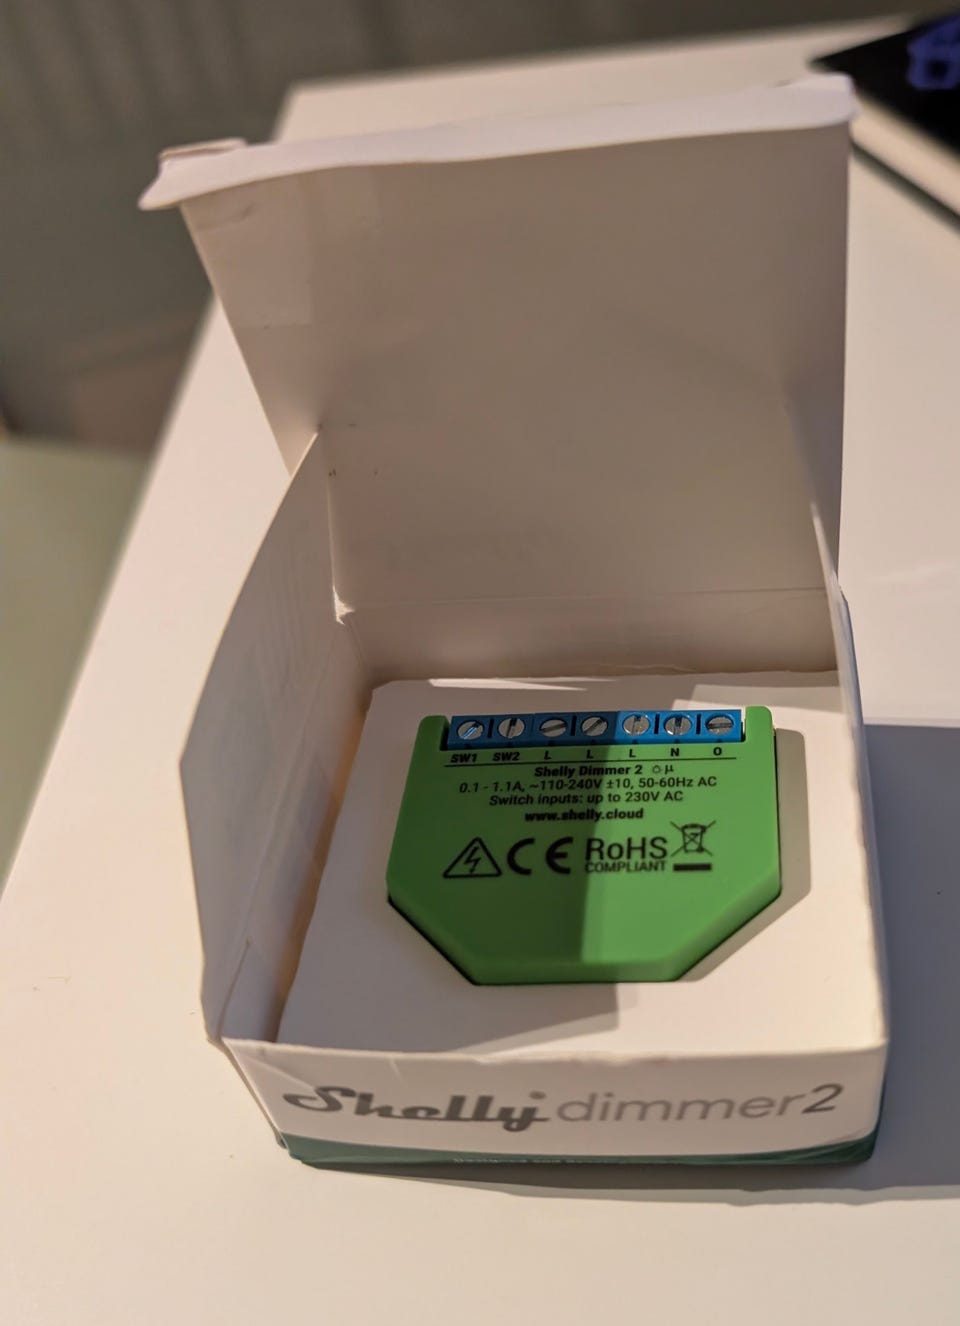 SW1 SW2 L L L N O
Shelly Dimmer 2 μ
0.1 - 1.1A, ~110-240V ±10, 50-60Hz AC
Switch inputs: up to 230V AC
www.shelly.cloud
CE RoHS
COMPLIANT
Shelly dimmer2